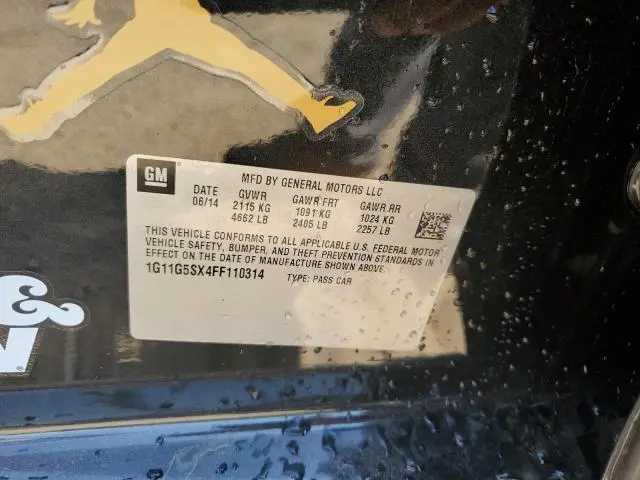 GM
MFD BY GENERAL MOTORS LLC
DATE GVWR GAWR FRT GAWR RR
06/14 2115 KG 1091 KG 1024 KG
4662 LB 2405 LB 2257 LB
THIS VEHICLE CONFORMS TO ALL APPLICABLE U.S. FEDERAL MOTOR
VEHICLE SAFETY, BUMPER, AND THEFT PREVENTION STANDARDS IN
EFFECT ON THE DATE OF MANUFACTURE SHOWN ABOVE.
1G11G5SX4FF110314 TYPE: PASS CAR
&
N